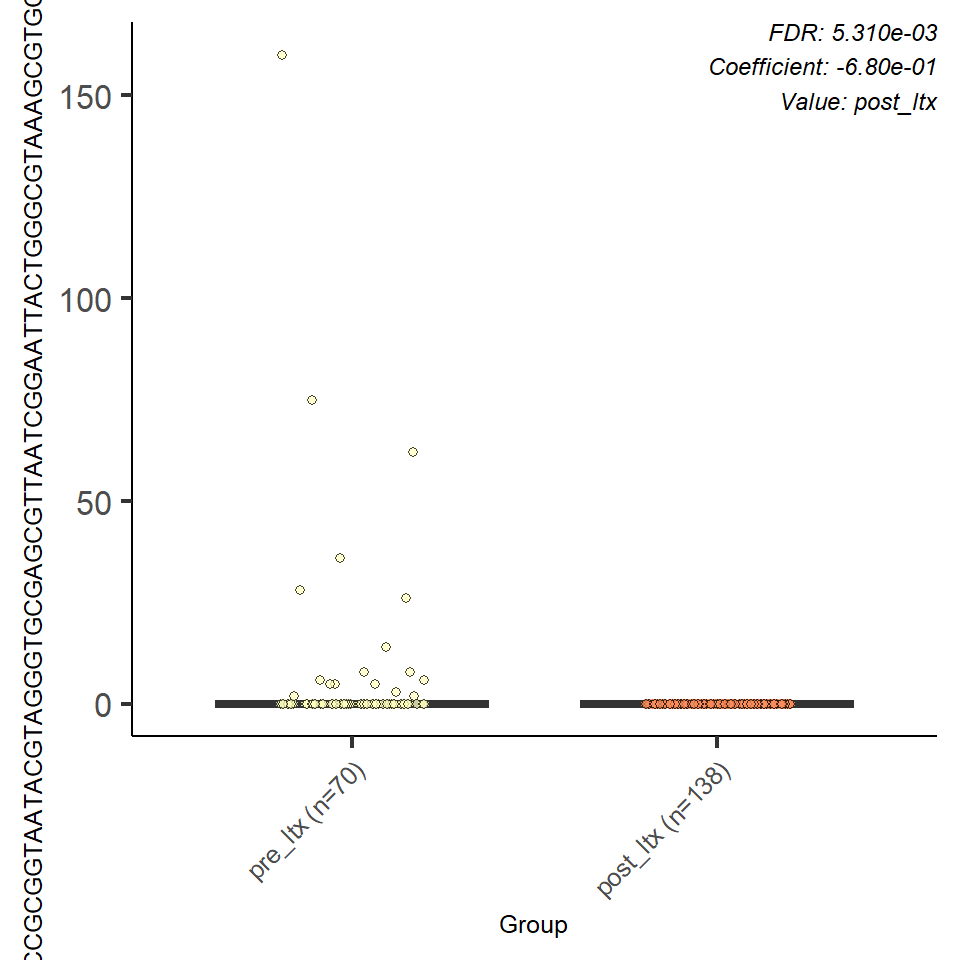 FDR: 5.310e-03
Coefficient: -6.80e-01
Value: post_ltx
CCGCGGTAATACGTAGGGTGCGAGCGTTAATCGGAATTACTGGGCGTAAAGCGTGC
150
100
50
0
pre_ltx (n=70)
post_ltx (n=138)
Group